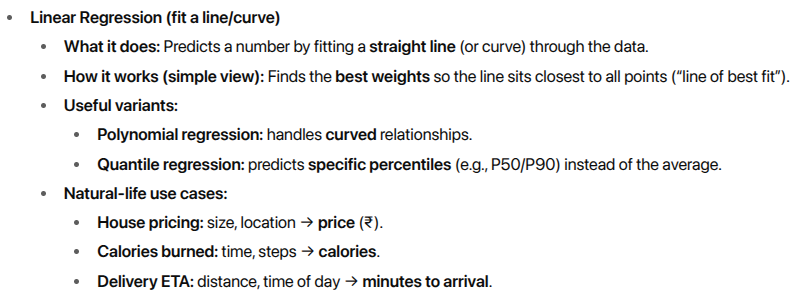 Linear Regression (fit a line/curve)
What it does: Predicts a number by fitting a straight line (or curve) through the data.
How it works (simple view): Finds the best weights so the line sits closest to all points (“line of best fit”).
Useful variants:
Polynomial regression: handles curved relationships.
Quantile regression: predicts specific percentiles (e.g., P50/P90) instead of the average.
Natural-life use cases:
House pricing: size, location → price (₹).
Calories burned: time, steps → calories.
Delivery ETA: distance, time of day → minutes to arrival.